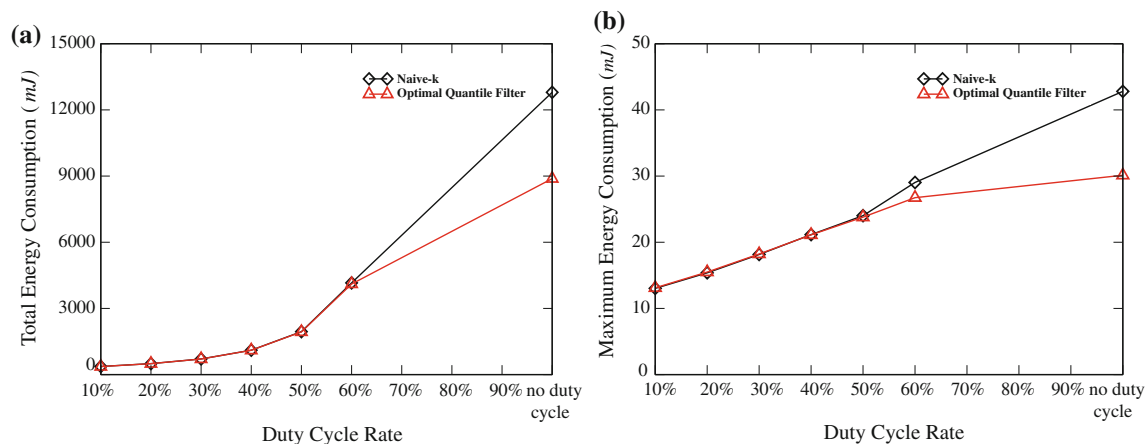 (a)
15000
12000
9000
6000
3000
0
Total Energy Consumption (mJ)
Naive-k
Optimal Quantile Filter
10% 20% 30% 40% 50% 60% 70% 80% 90% no duty
cycle
Duty Cycle Rate
(b)
50
40
30
20
10
0
Maximum Energy Consumption (mJ)
Naive-k
Optimal Quantile Filter
10% 20% 30% 40% 50% 60% 70% 80% 90% no duty
cycle
Duty Cycle Rate